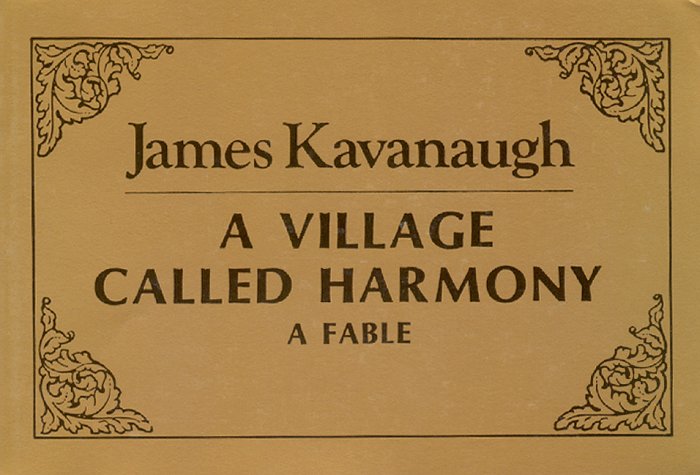 James Kavanaugh
A VILLAGE
CALLED HARMONY
A FABLE